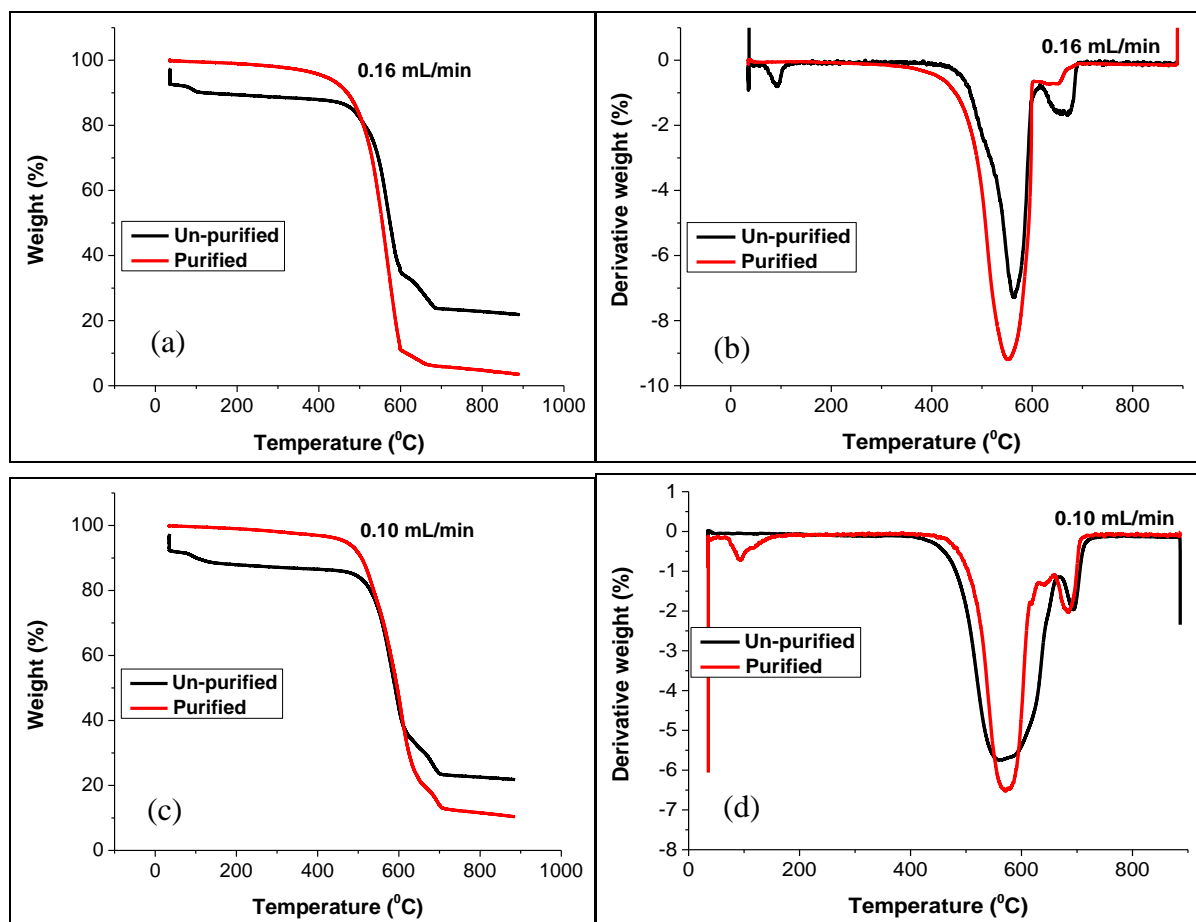 0.16 mL/min
100
80
60
40
20
0
Weight (%)
Un-purified
Purified
(a)
0
200
400
600
800
1000
Temperature (⁰C)
0.16 mL/min
0
-2
-4
-6
-8
-10
Derivative weight (%)
Un-purified
Purified
(b)
0
200
400
600
800
Temperature (⁰C)
0.10 mL/min
100
80
60
40
20
0
Weight (%)
Un-purified
Purified
(c)
0
200
400
600
800
1000
Temperature (⁰C)
0.10 mL/min
1
0
-1
-2
-3
-4
-5
-6
-7
-8
Derivative weight (%)
Un-purified
Purified
(d)
0
200
400
600
800
Temperature (⁰C)